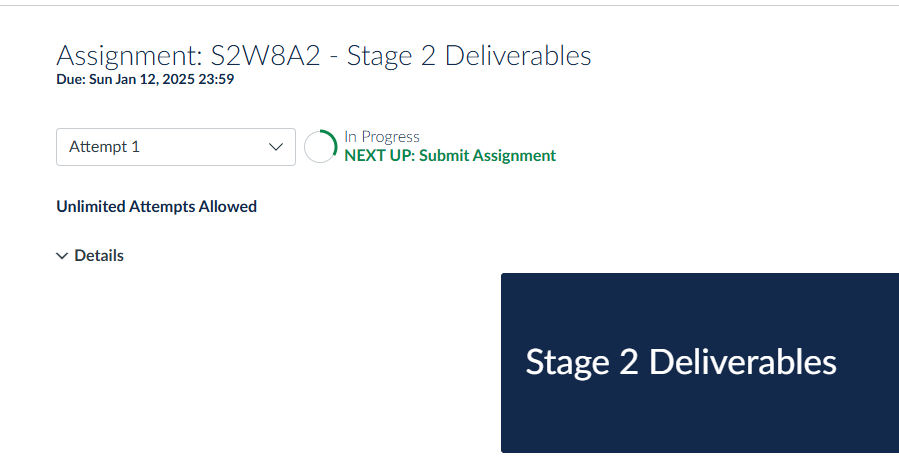 Assignment: S2W8A2 - Stage 2 Deliverables
Due: Sun Jan 12, 2025 23:59
Attempt 1
In Progress
NEXT UP: Submit Assignment
Unlimited Attempts Allowed
Details
Stage 2 Deliverables